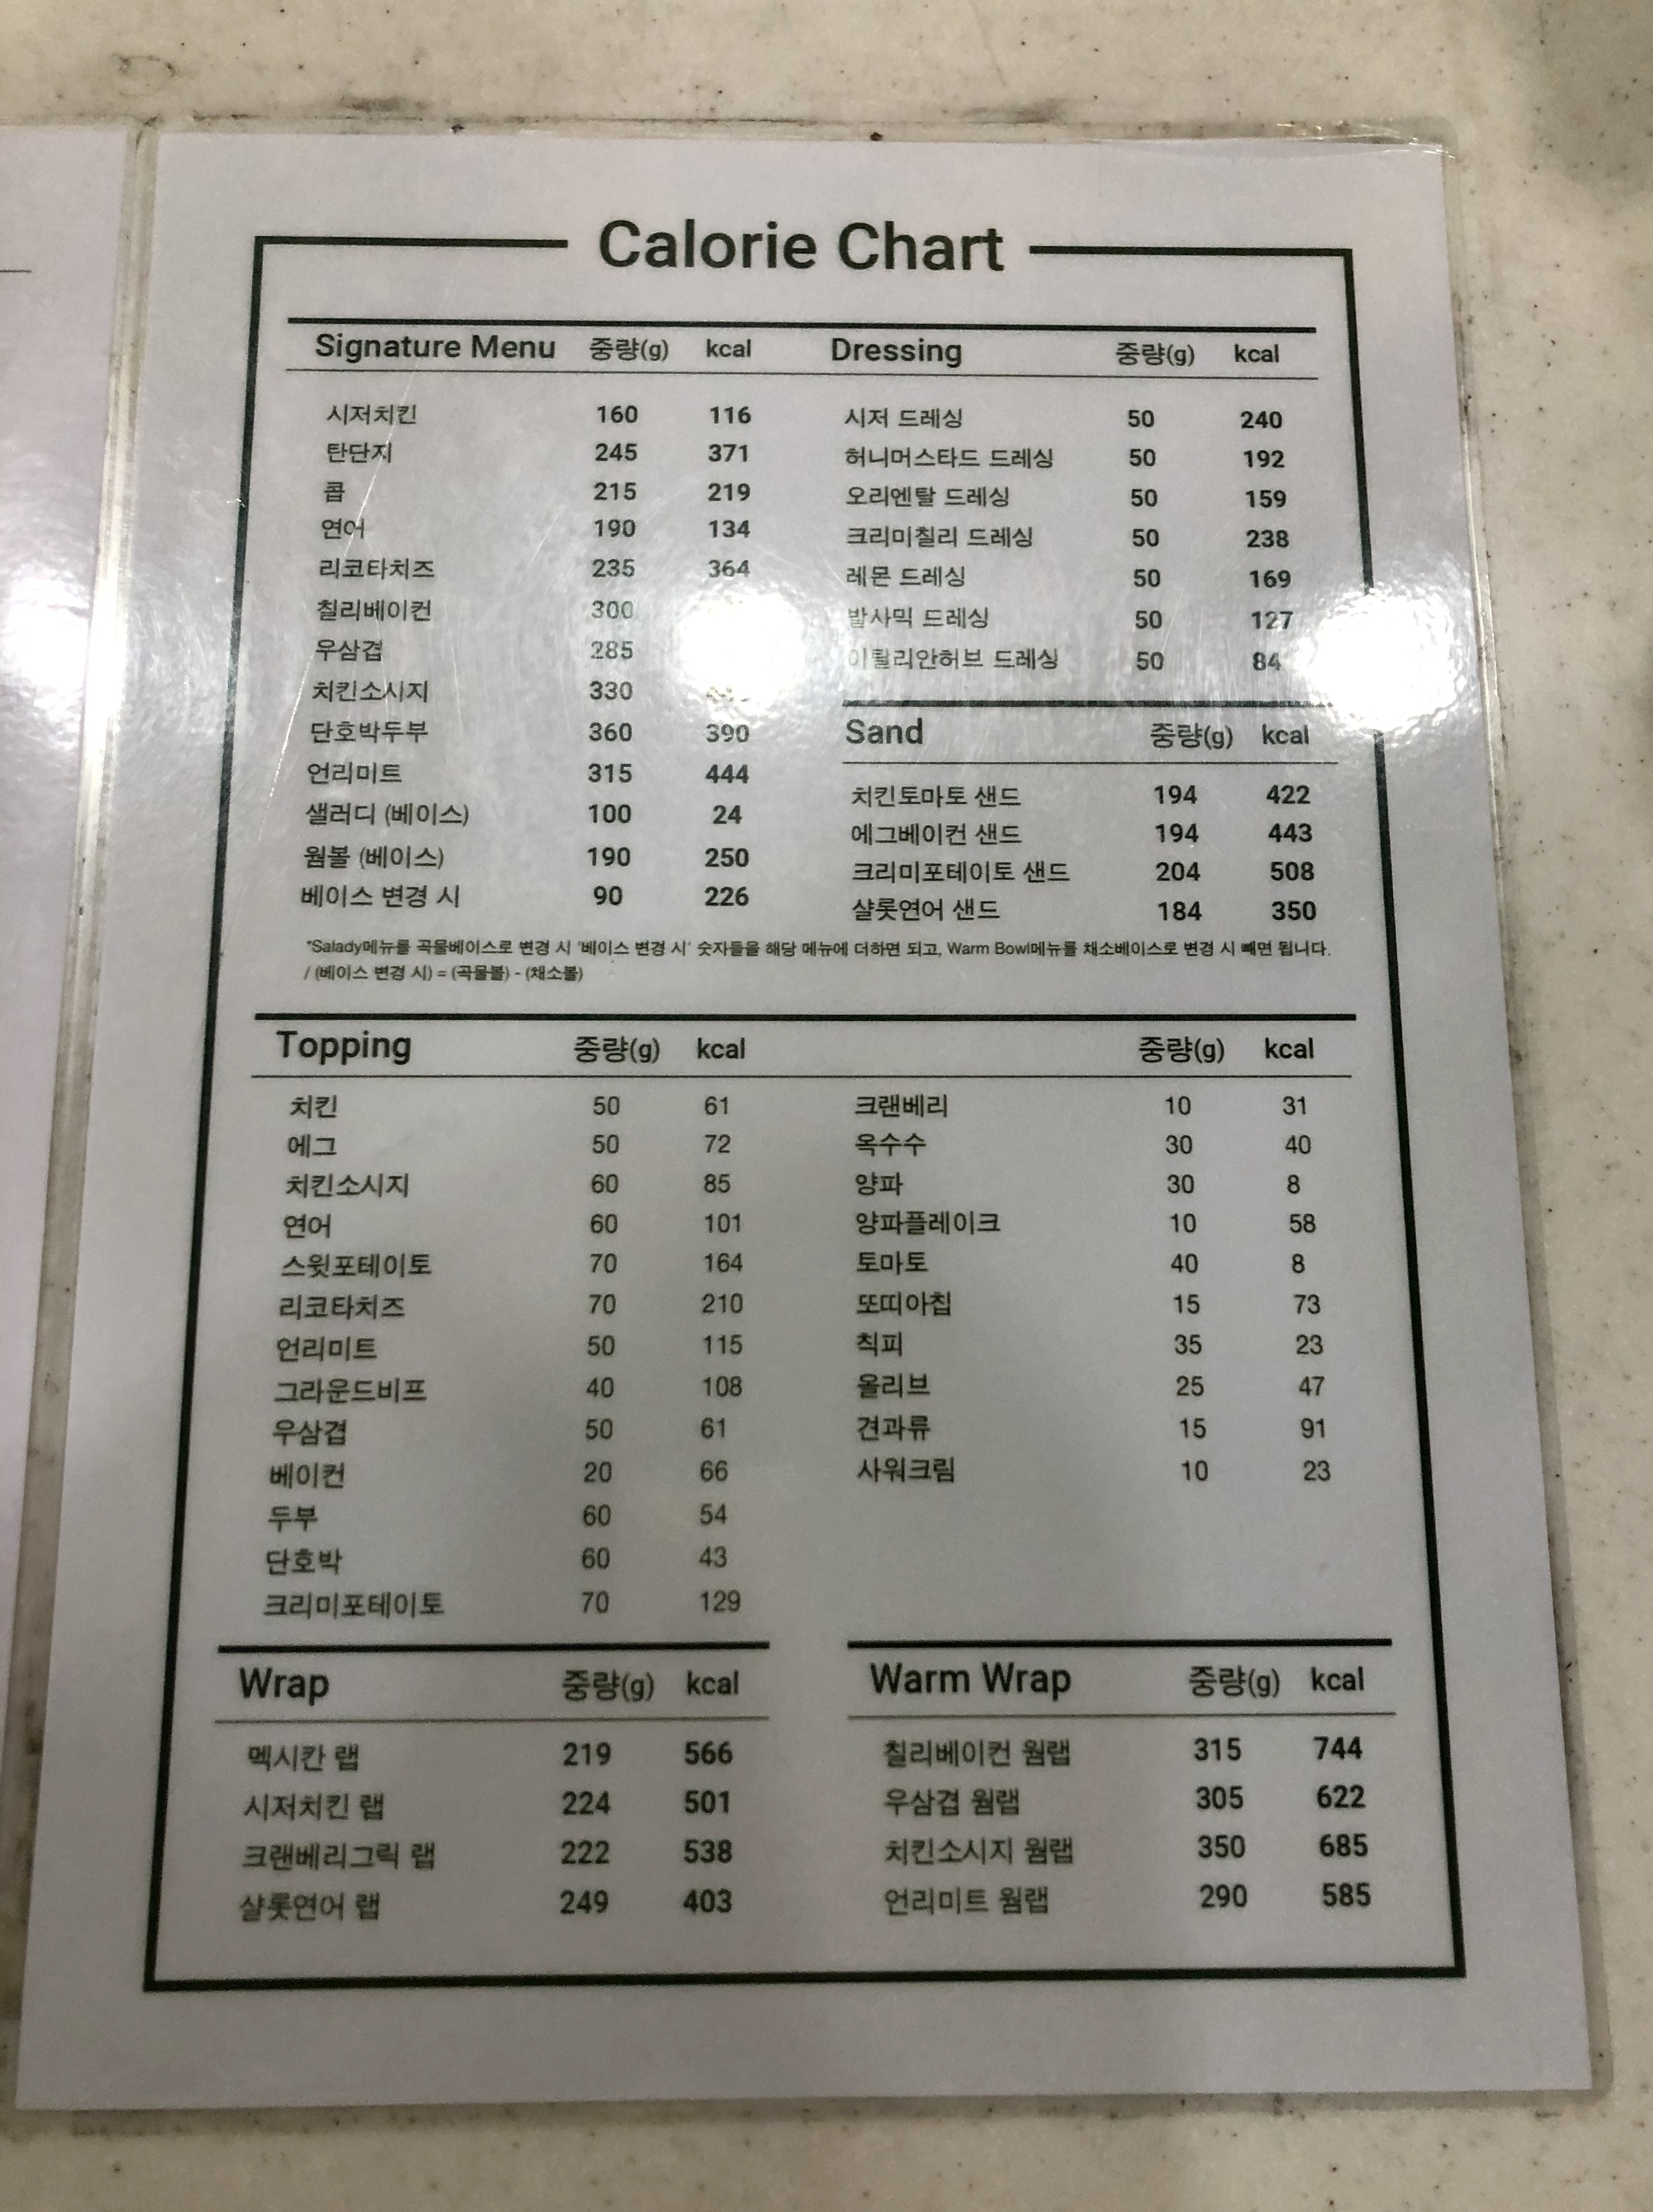 Calorie Chart
Signature Menu 중량(g) kcal
시저치킨 160 116
탄단지 245 371
콥 215 219
연어 190 134
리코타치즈 235 364
칠리베이컨 300
우삼겹 285
치킨소시지 330
단호박두부 360 390
언리미트 315 444
샐러디 (베이스) 100 24
웜볼 (베이스) 190 250
베이스 변경 시 90 226
Dressing 중량(g) kcal
시저 드레싱 50 240
허니머스타드 드레싱 50 192
오리엔탈 드레싱 50 159
크리미칠리 드레싱 50 238
레몬 드레싱 50 169
발사믹 드레싱 50 127
이탈리안허브 드레싱 50 84
Sand 중량(g) kcal
치킨토마토 샌드 194 422
에그베이컨 샌드 194 443
크리미포테이토 샌드 204 508
샬롯연어 샌드 184 350
*Salady메뉴를 곡물베이스로 변경 시 '베이스 변경 시' 숫자들을 해당 메뉴에 더하면 되고, Warm Bowl메뉴를 채소베이스로 변경 시 빼면 됩니다.
/ (베이스 변경 시) = (곡물볼) - (채소볼)
Topping 중량(g) kcal
치킨 50 61
에그 50 72
치킨소시지 60 85
연어 60 101
스윗포테이토 70 164
리코타치즈 70 210
언리미트 50 115
그라운드비프 40 108
우삼겹 50 61
베이컨 20 66
두부 60 54
단호박 60 43
크리미포테이토 70 129
중량(g) kcal
크랜베리 10 31
옥수수 30 40
양파 30 8
양파플레이크 10 58
토마토 40 8
또띠아칩 15 73
칙피 35 23
올리브 25 47
견과류 15 91
사워크림 10 23
Wrap 중량(g) kcal
멕시칸 랩 219 566
시저치킨 랩 224 501
크랜베리그릭 랩 222 538
샬롯연어 랩 249 403
Warm Wrap 중량(g) kcal
칠리베이컨 웜랩 315 744
우삼겹 웜랩 305 622
치킨소시지 웜랩 350 685
언리미트 웜랩 290 585